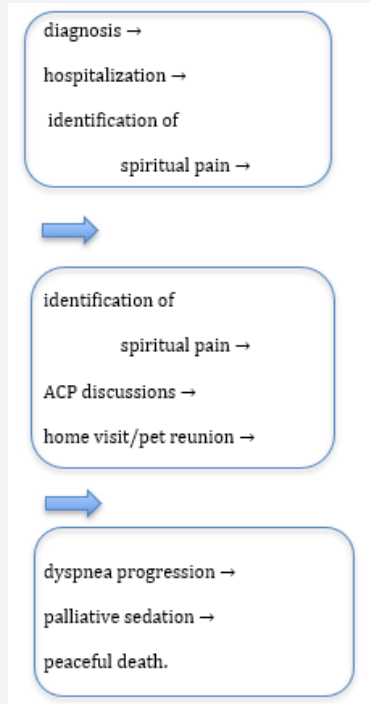 diagnosis →
hospitalization →
identification of
spiritual pain →
identification of
spiritual pain →
ACP discussions →
home visit/pet reunion →
dyspnea progression →
palliative sedation →
peaceful death.